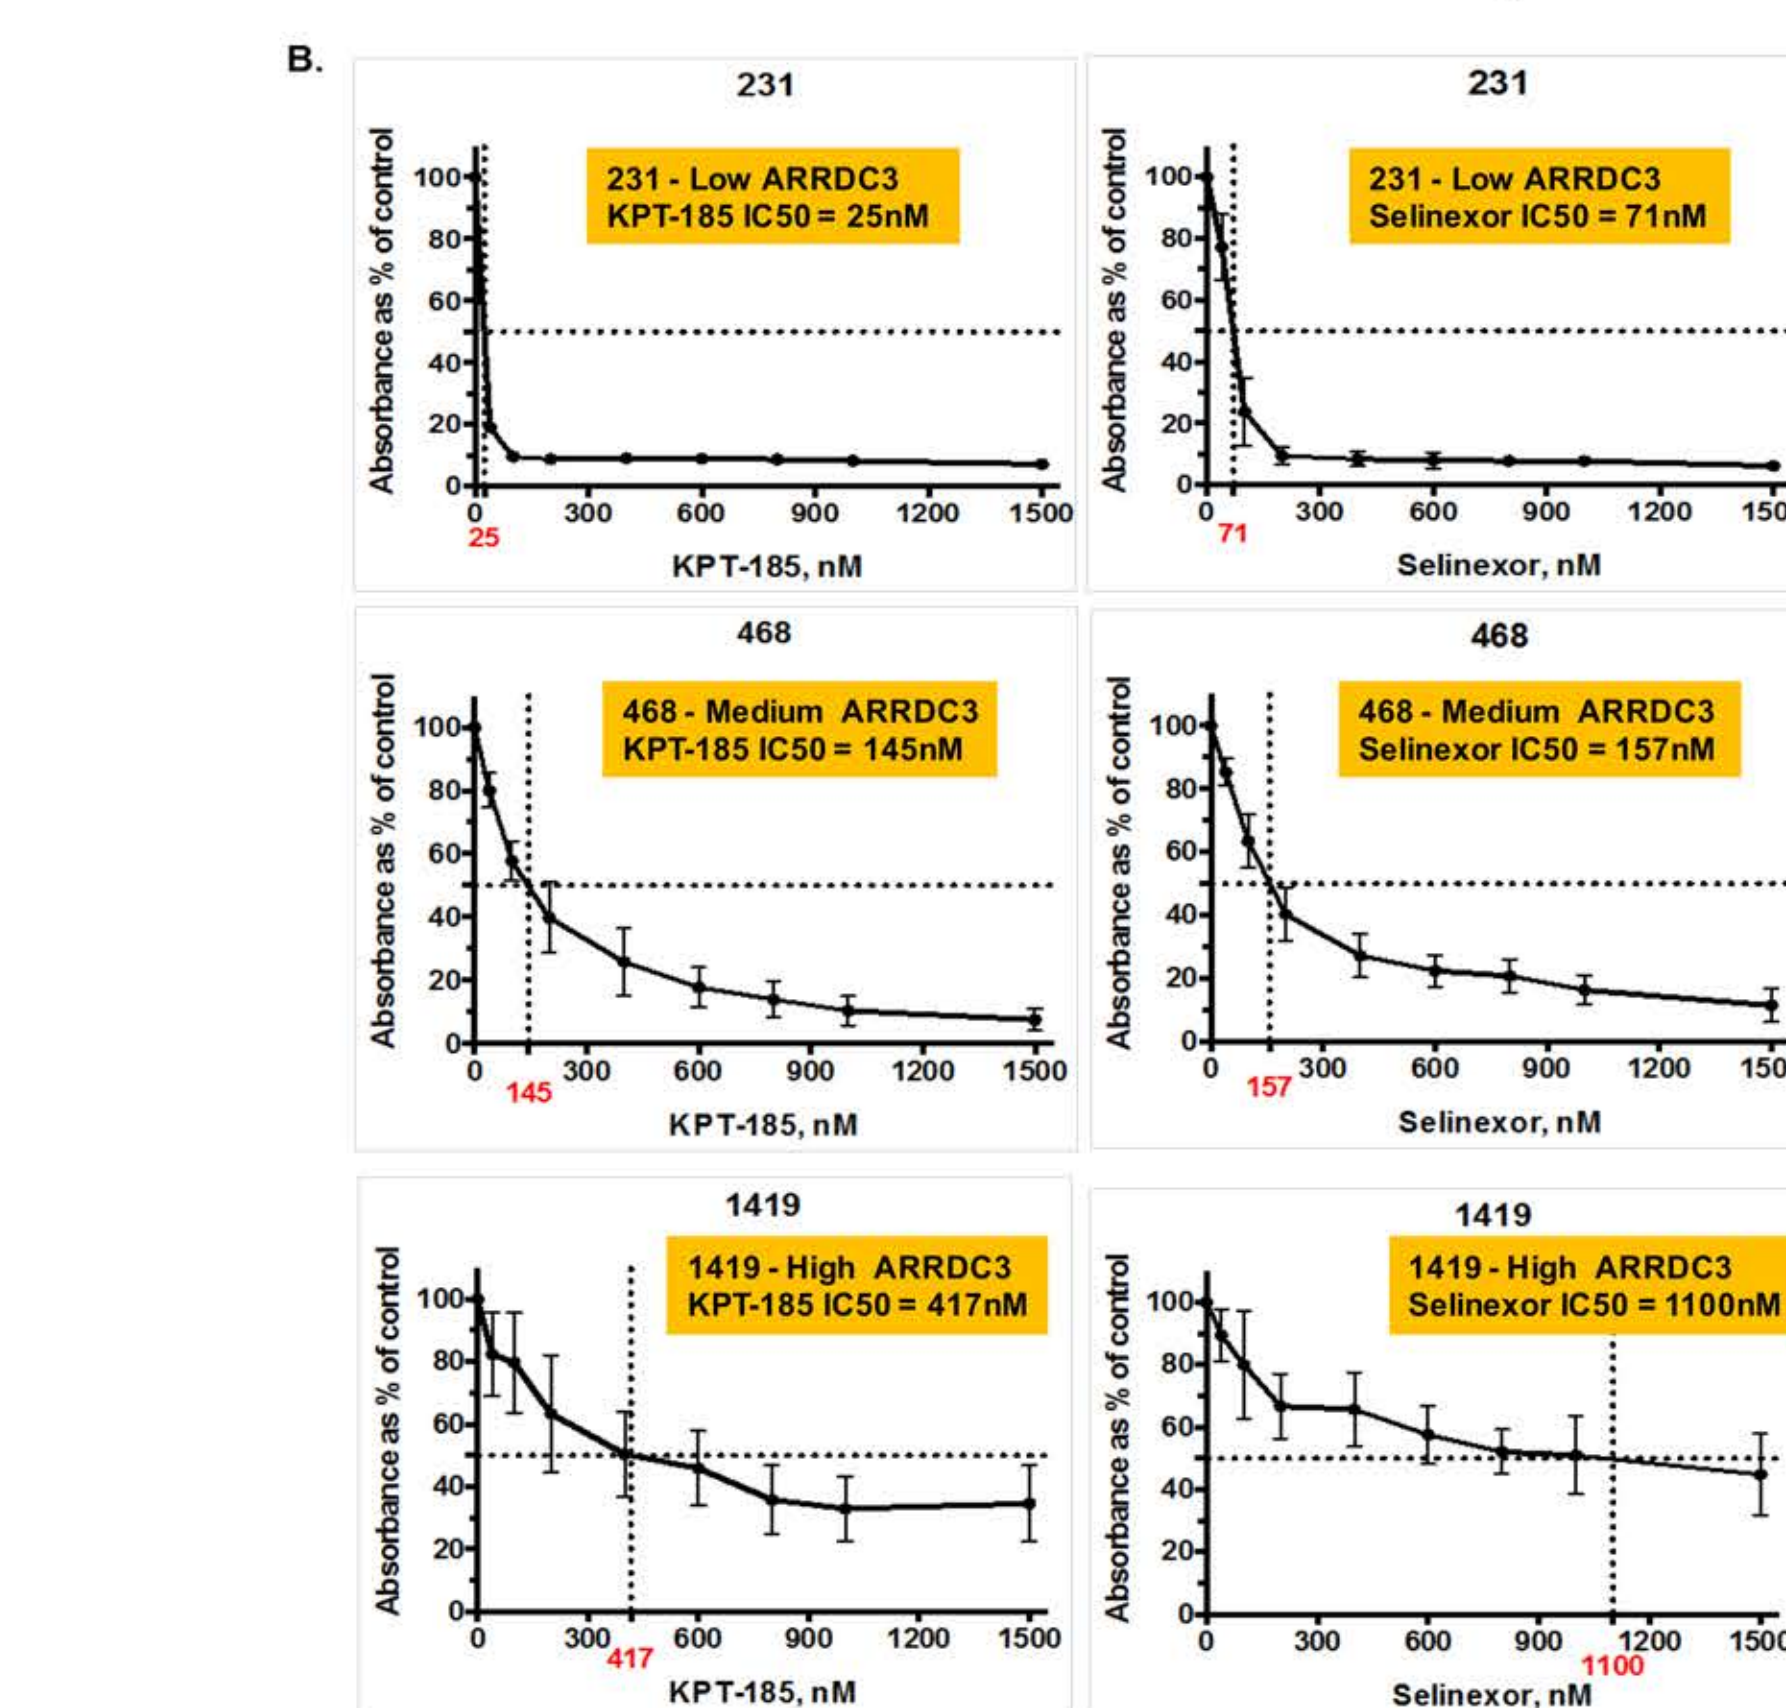 B.
231
231 - Low ARRDC3
KPT-185 IC50 = 25nM
Absorbance as % of control
100
80
60
40
20
0
0 300 600 900 1200 1500
25
KPT-185, nM
231
231 - Low ARRDC3
Selinexor IC50 = 71nM
Absorbance as % of control
100
80
60
40
20
0
0 300 600 900 1200 150
71
Selinexor, nM
468
468 - Medium ARRDC3
KPT-185 IC50 = 145nM
Absorbance as % of control
100
80
60
40
20
0
0 300 600 900 1200 1500
145
KPT-185, nM
468
468 - Medium ARRDC3
Selinexor IC50 = 157nM
Absorbance as % of control
100
80
60
40
20
0
0 300 600 900 1200 150
157
Selinexor, nM
1419
1419 - High ARRDC3
KPT-185 IC50 = 417nM
Absorbance as % of control
100
80
60
40
20
0
0 300 600 900 1200 1500
417
KPT-185, nM
1419
1419 - High ARRDC3
Selinexor IC50 = 1100nM
Absorbance as % of control
100
80
60
40
20
0
0 300 600 900 1200 1500
1100
Selinexor, nM